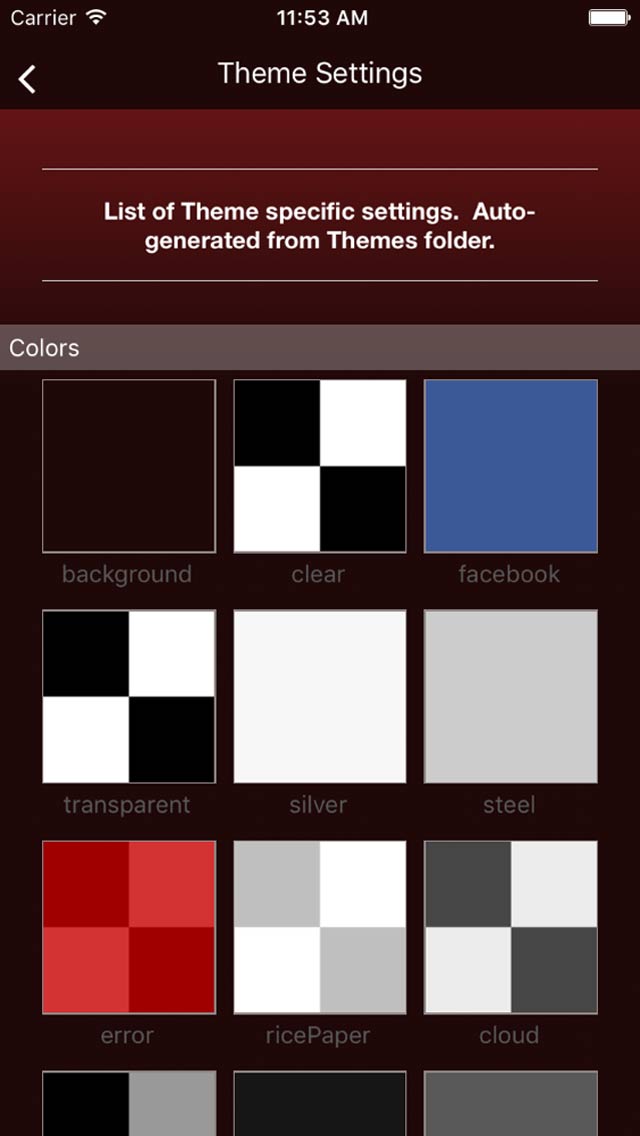 Carrier 11:53 AM
Theme Settings
List of Theme specific settings.  Auto-
generated from Themes folder.
Colors
background clear facebook
transparent silver steel
error ricePaper cloud